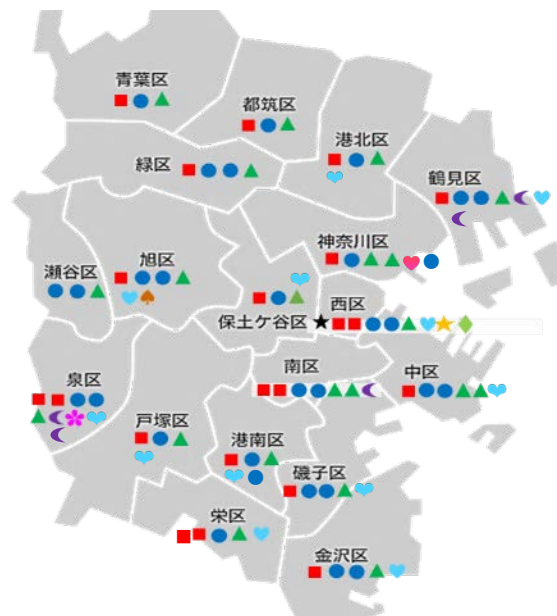 青葉区
都筑区
港北区
緑区
鶴見区
神奈川区
瀬谷区
旭区
保土ケ谷区
西区
泉区
戸塚区
南区
中区
港南区
磯子区
栄区
金沢区